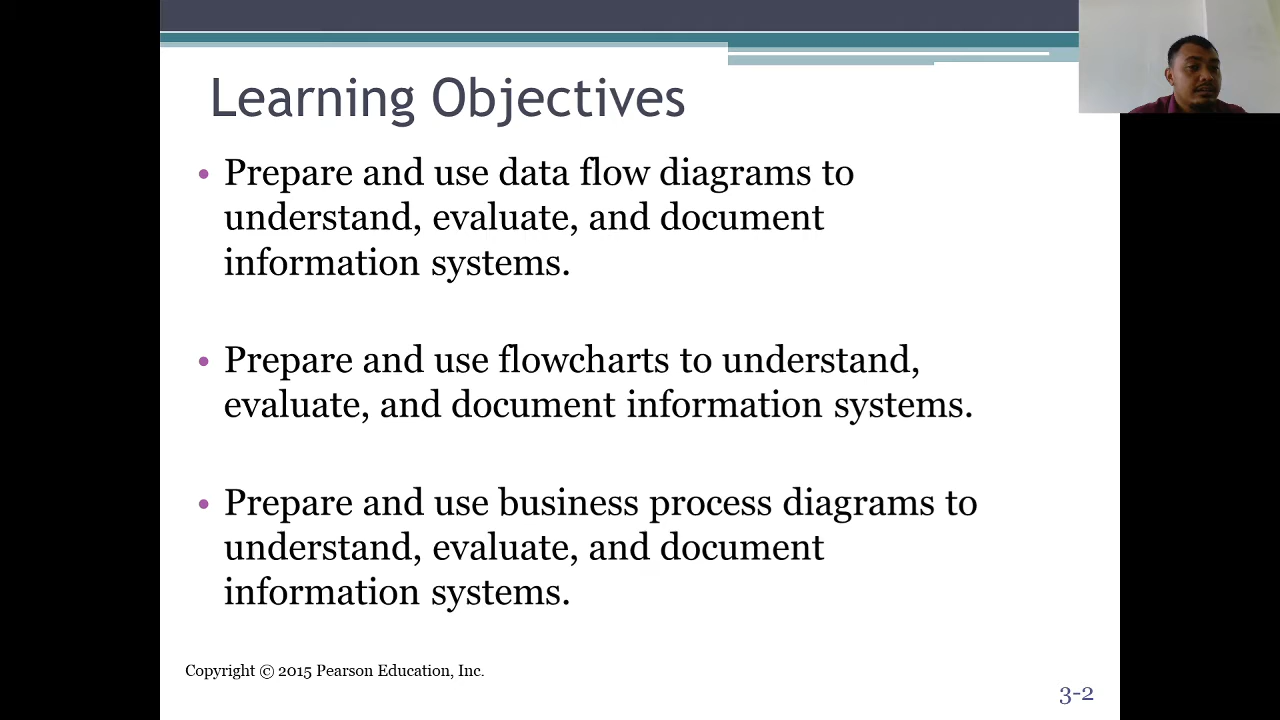 Learning Objectives
• Prepare and use data flow diagrams to
understand, evaluate, and document
information systems.
• Prepare and use flowcharts to understand,
evaluate, and document information systems.
• Prepare and use business process diagrams to
understand, evaluate, and document
information systems.
Copyright © 2015 Pearson Education, Inc.
3-2